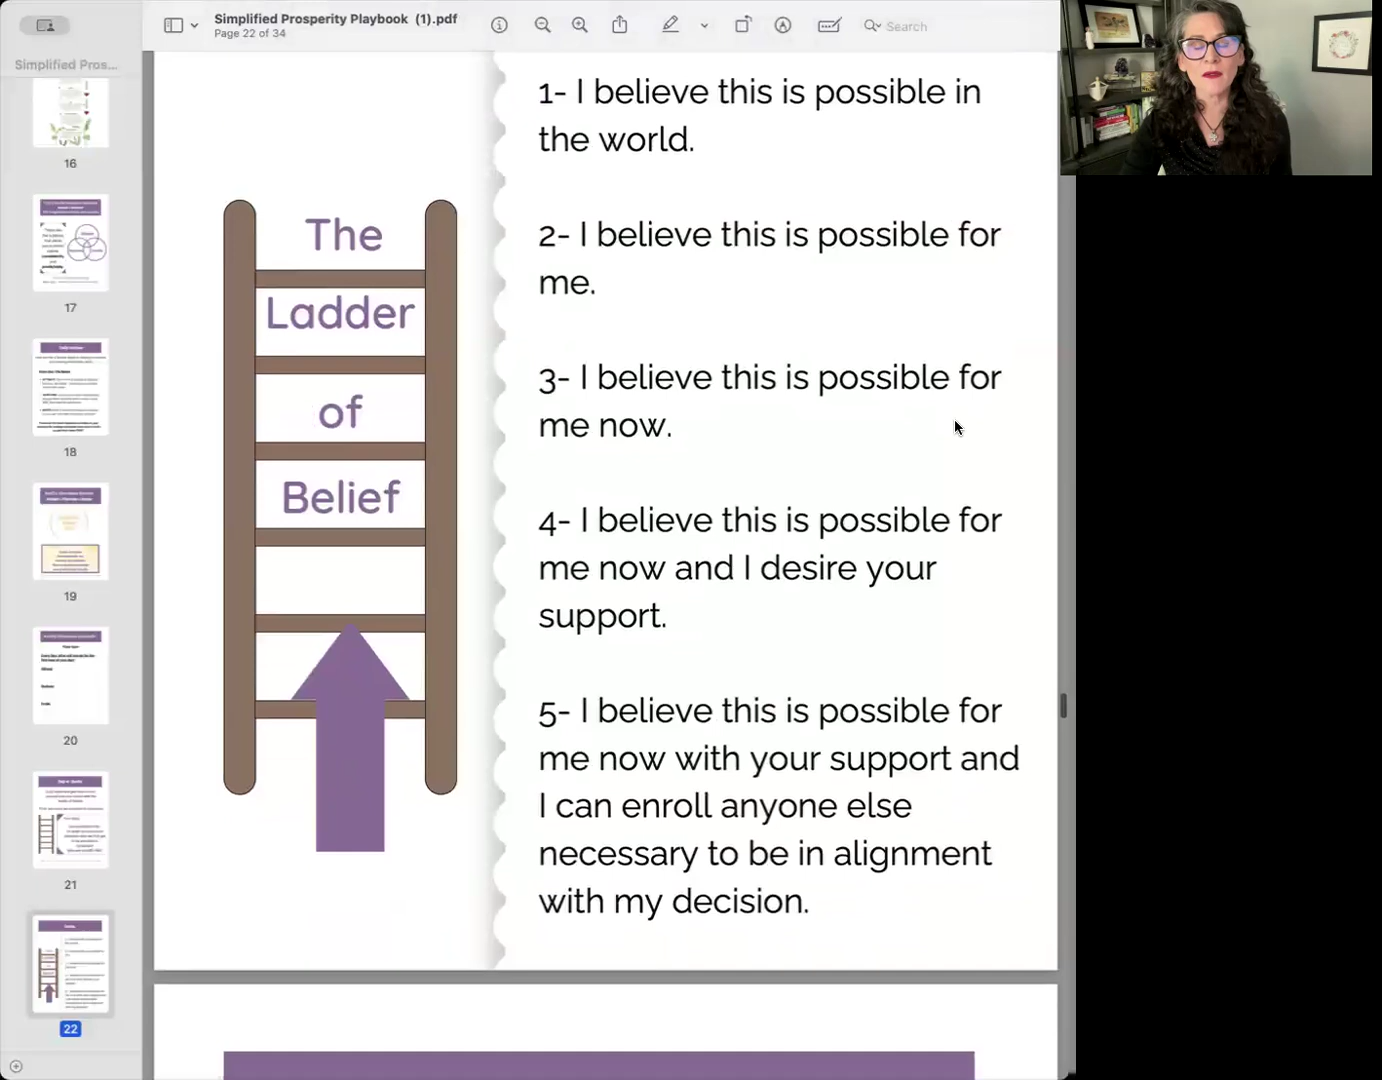 Simplified Prosperity Playbook (1).pdf
Page 22 of 34
Search
Simplified Pros...
16
17
18
19
20
21
22
The
Ladder
of
Belief
1- I believe this is possible in
the world.
2- I believe this is possible for
me.
3- I believe this is possible for
me now.
4- I believe this is possible for
me now and I desire your
support.
5- I believe this is possible for
me now with your support and
I can enroll anyone else
necessary to be in alignment
with my decision.